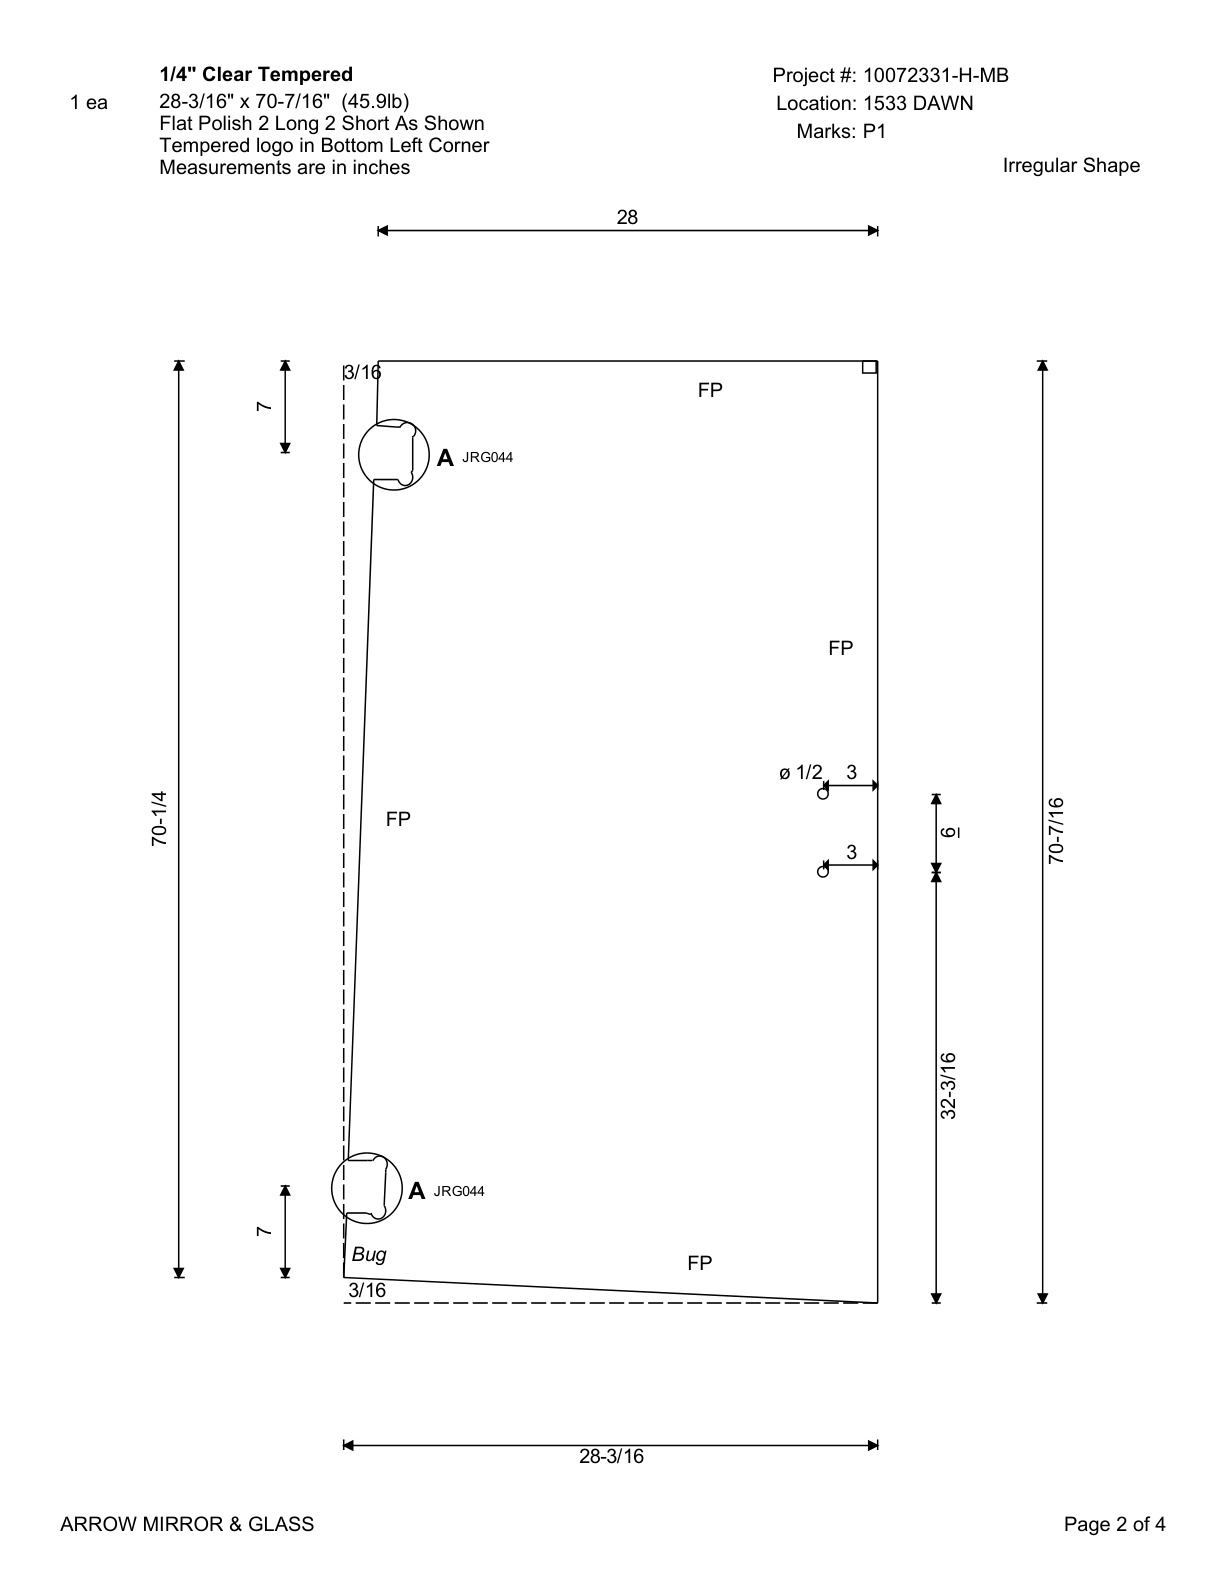 1/4" Clear Tempered
1 ea
28-3/16" x 70-7/16" (45.9lb)
Flat Polish 2 Long 2 Short As Shown
Tempered logo in Bottom Left Corner
Measurements are in inches
Project #: 10072331-H-MB
Location: 1533 DAWN
Marks: P1
Irregular Shape
28
3/16
FP
7
A JRG044
FP
ø 1/2
3
70-1/4
FP
6
70-7/16
3
32-3/16
A JRG044
7
Bug
FP
3/16
28-3/16
ARROW MIRROR & GLASS
Page 2 of 4